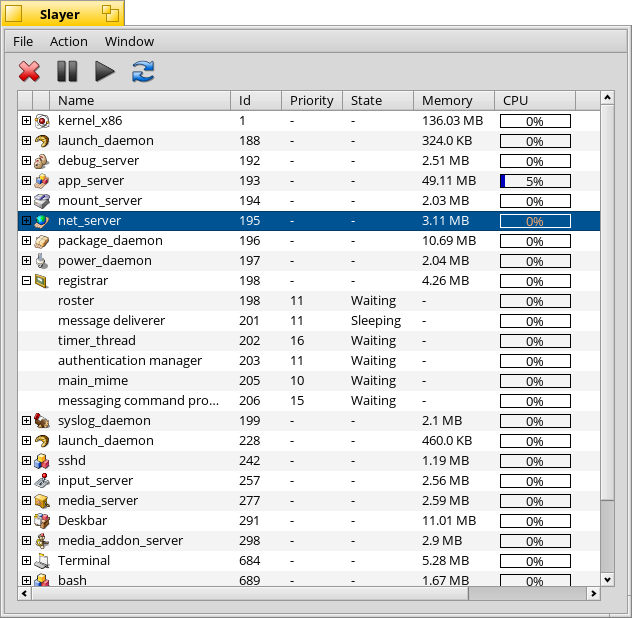 Slayer
File Action Window
Name Id Priority State Memory CPU
kernel_x86 1 - - 136.03 MB 0%
launch_daemon 188 - - 324.0 KB 0%
debug_server 192 - - 2.51 MB 0%
app_server 193 - - 49.11 MB 5%
mount_server 194 - - 2.03 MB 0%
net_server 195 - - 3.11 MB 0%
package_daemon 196 - - 10.69 MB 0%
power_daemon 197 - - 2.04 MB 0%
registrar 198 - - 4.26 MB 0%
roster 198 11 Waiting - 0%
message deliverer 201 11 Sleeping - 0%
timer_thread 202 16 Waiting - 0%
authentication manager 203 11 Waiting - 0%
main_mime 205 10 Waiting - 0%
messaging command pro... 206 15 Waiting - 0%
syslog_daemon 199 - - 2.1 MB 0%
launch_daemon 228 - - 460.0 KB 0%
sshd 242 - - 1.19 MB 0%
input_server 257 - - 2.56 MB 0%
media_server 277 - - 2.59 MB 0%
Deskbar 291 - - 11.01 MB 0%
media_addon_server 298 - - 2.9 MB 0%
Terminal 684 - - 5.28 MB 0%
bash 689 - - 1.67 MB 0%